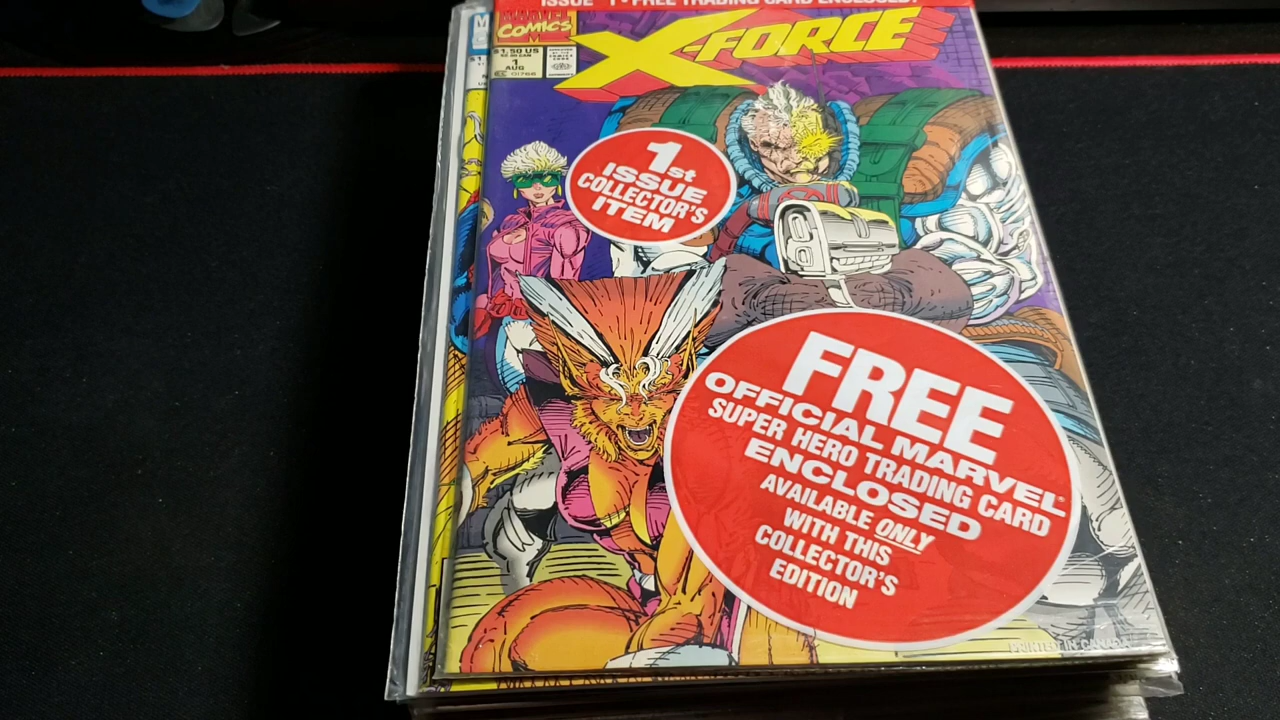 ISSUE 1 • FREE TRADING CARD ENCLOSED!
MARVEL
COMICS
$1.50 US
1
AUG
X-FORCE
1st
ISSUE
COLLECTOR'S
ITEM
FREE
OFFICIAL MARVEL®
SUPER HERO TRADING CARD
ENCLOSED
AVAILABLE ONLY
WITH THIS
COLLECTOR'S
EDITION
PRINTED IN CANADA